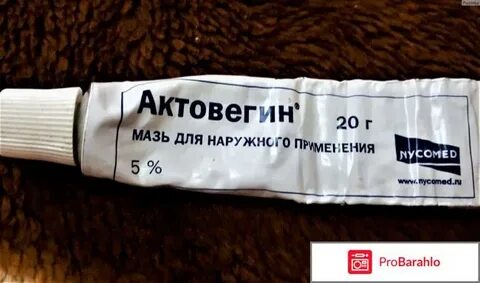 Актовегин®
20 г
МАЗЬ ДЛЯ НАРУЖНОГО ПРИМЕНЕНИЯ
5 %
NYCOMED
www.nycomed.ru
ProBarahlo